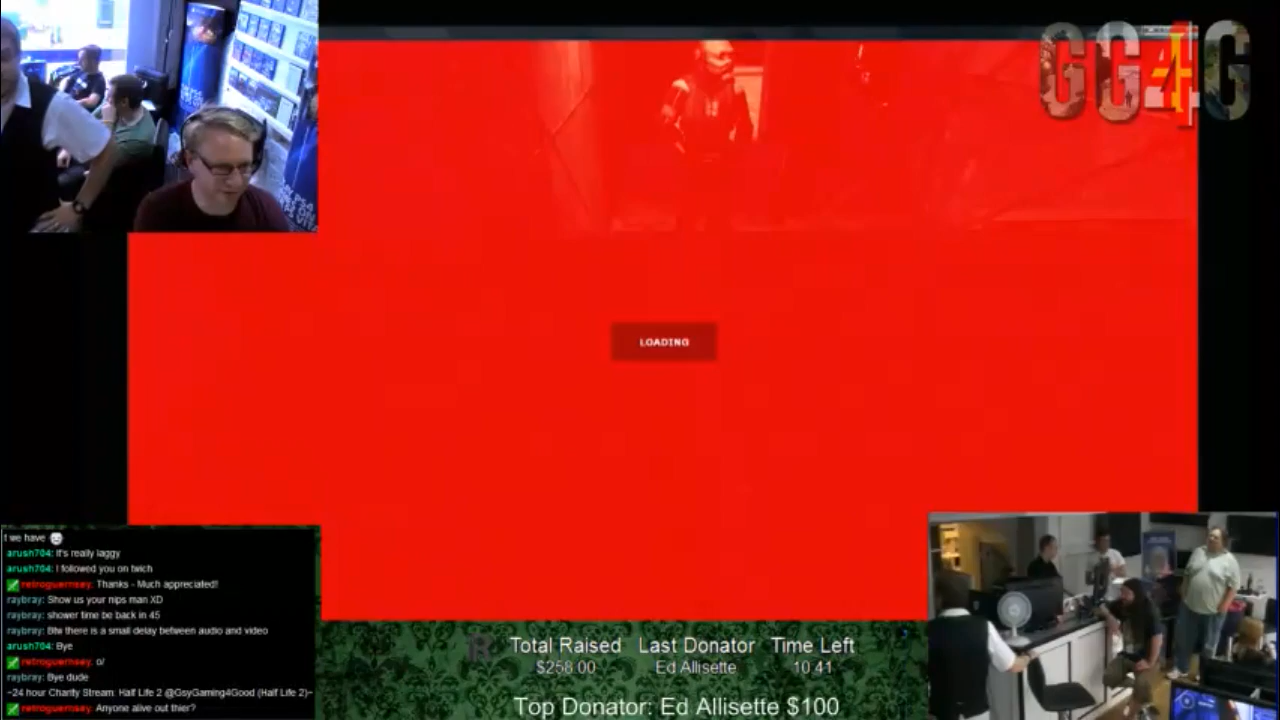 GG4G
LOADING
t we have
arush704: It's really laggy
arush704: I followed you on twich
retroguernsey: Thanks - Much appreciated!
raybray: Show us your nips man XD
raybray: shower time be back in 45
raybray: Btw there is a small delay between audio and video
arush704: Bye
retroguernsey: o/
raybray: Bye dude
~24 hour Charity Stream: Half Life 2 @GsyGaming4Good (Half Life 2)~
retroguernsey: Anyone alive out thier?
Total Raised Last Donator Time Left
$258.00 Ed Allisette 10:41
Top Donator: Ed Allisette $100